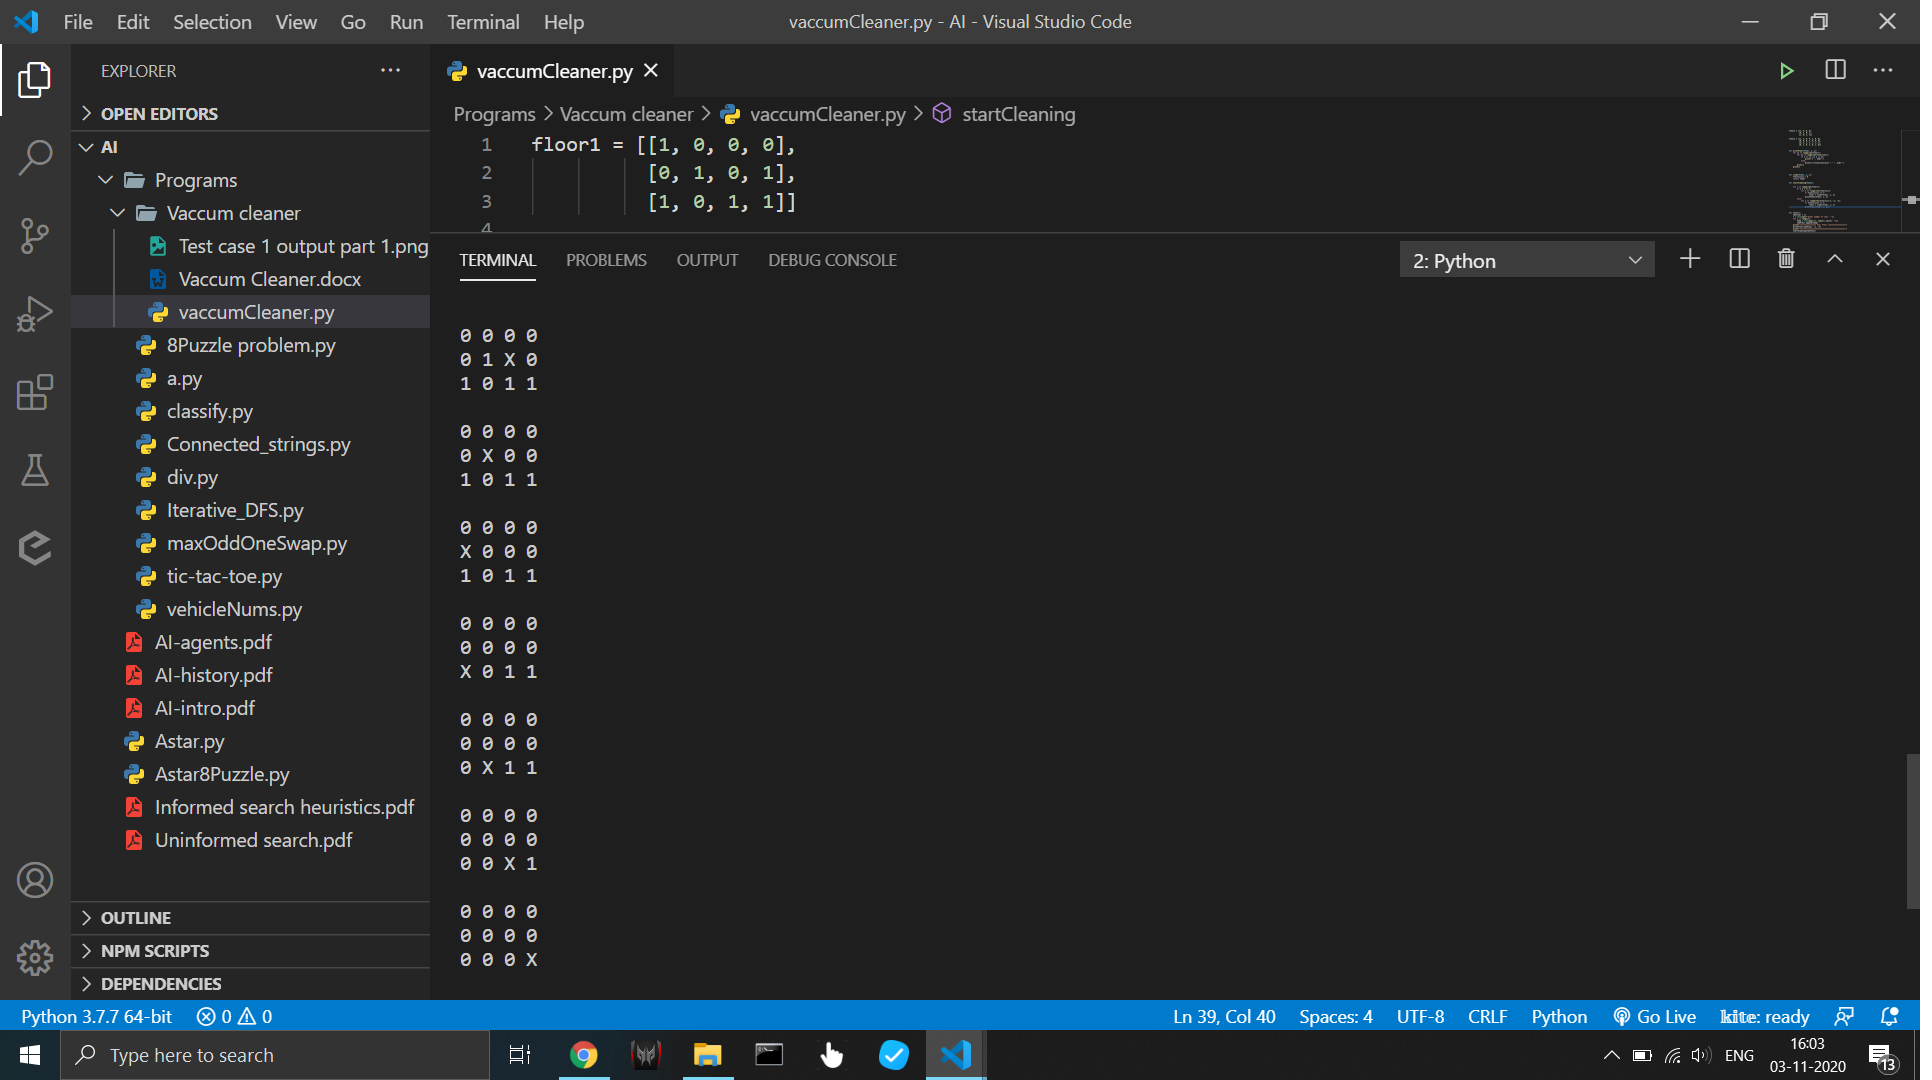 File Edit Selection View Go Run Terminal Help
vaccumCleaner.py - AI - Visual Studio Code
EXPLORER
OPEN EDITORS
AI
Programs
Vaccum cleaner
Test case 1 output part 1.png
Vaccum Cleaner.docx
vaccumCleaner.py
8Puzzle problem.py
a.py
classify.py
Connected_strings.py
div.py
Iterative_DFS.py
maxOddOneSwap.py
tic-tac-toe.py
vehicleNums.py
AI-agents.pdf
AI-history.pdf
AI-intro.pdf
Astar.py
Astar8Puzzle.py
Informed search heuristics.pdf
Uninformed search.pdf
OUTLINE
NPM SCRIPTS
DEPENDENCIES
vaccumCleaner.py
Programs > Vaccum cleaner > vaccumCleaner.py > startCleaning
1 floor1 = [[1, 0, 0, 0],
2 [0, 1, 0, 1],
3 [1, 0, 1, 1]]
4
TERMINAL PROBLEMS OUTPUT DEBUG CONSOLE
2: Python
0 0 0 0
0 1 X 0
1 0 1 1
0 0 0 0
0 X 0 0
1 0 1 1
0 0 0 0
X 0 0 0
1 0 1 1
0 0 0 0
0 0 0 0
X 0 1 1
0 0 0 0
0 0 0 0
0 X 1 1
0 0 0 0
0 0 0 0
0 0 X 1
0 0 0 0
0 0 0 0
0 0 0 X
Python 3.7.7 64-bit 0 0
Ln 39, Col 40 Spaces: 4 UTF-8 CRLF Python Go Live kite: ready
Type here to search
ENG
16:03
03-11-2020
13